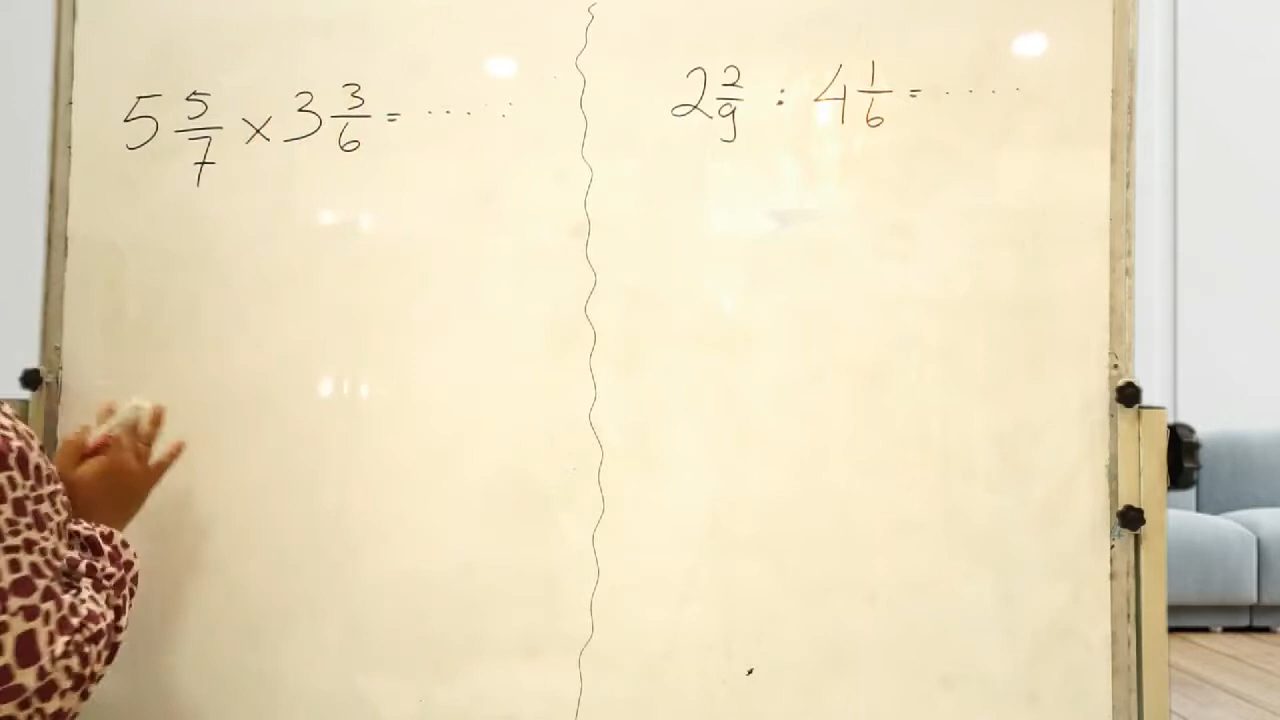 5 5/7 × 3 3/6 = .....
2 2/9 : 4 1/6 = .....